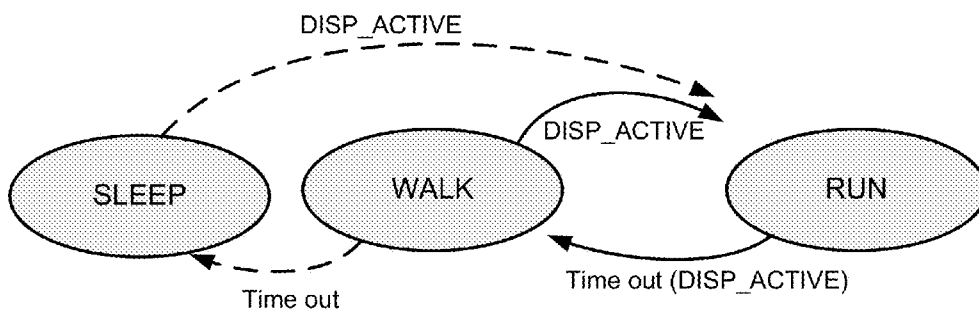 DISP_ACTIVE
DISP_ACTIVE
SLEEP
WALK
RUN
Time out
Time out (DISP_ACTIVE)